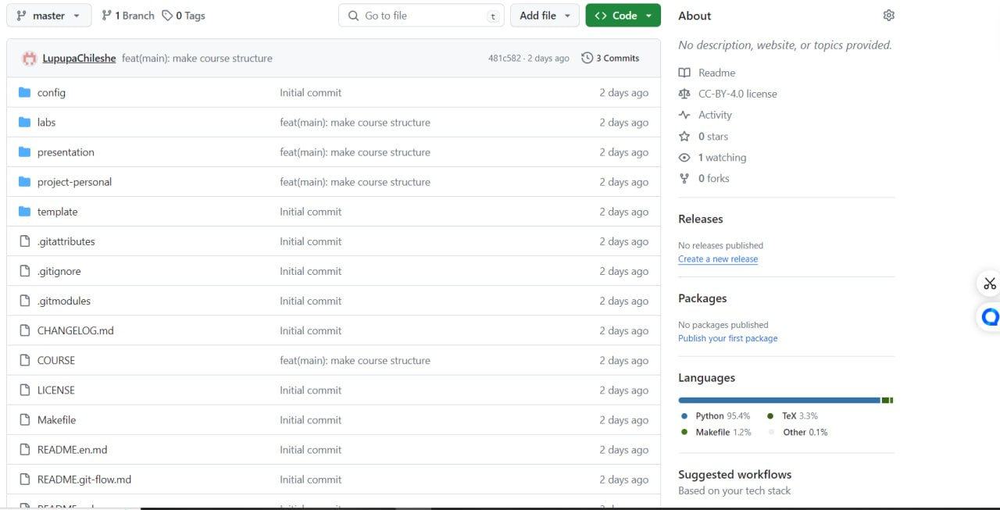 master 1 Branch 0 Tags Go to file t Add file <> Code
LupupaChileshe feat(main): make course structure 481c582 · 2 days ago 3 Commits
config Initial commit 2 days ago
labs feat(main): make course structure 2 days ago
presentation feat(main): make course structure 2 days ago
project-personal feat(main): make course structure 2 days ago
template Initial commit 2 days ago
.gitattributes Initial commit 2 days ago
.gitignore Initial commit 2 days ago
.gitmodules Initial commit 2 days ago
CHANGELOG.md Initial commit 2 days ago
COURSE feat(main): make course structure 2 days ago
LICENSE Initial commit 2 days ago
Makefile Initial commit 2 days ago
README.en.md Initial commit 2 days ago
README.git-flow.md Initial commit 2 days ago
About
No description, website, or topics provided.
Readme
CC-BY-4.0 license
Activity
0 stars
1 watching
0 forks
Releases
No releases published
Create a new release
Packages
No packages published
Publish your first package
Languages
Python 95.4% TeX 3.3%
Makefile 1.2% Other 0.1%
Suggested workflows
Based on your tech stack